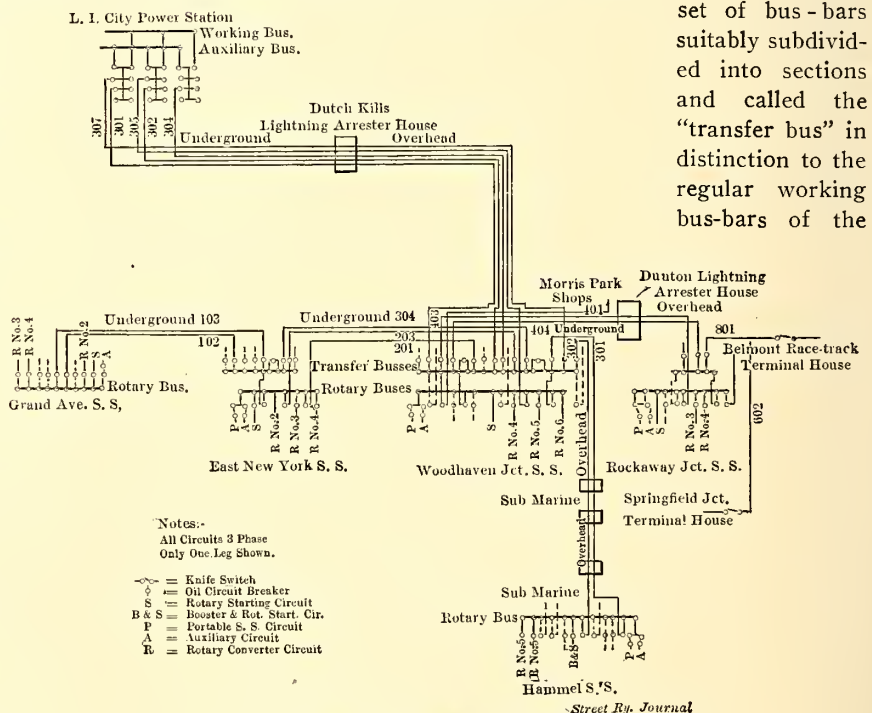 set of bus-bars
suitably subdivid-
ed into sections
and called the
"transfer bus" in
distinction to the
regular working
bus-bars of the
L. I. City Power Station
Working Bus.
Auxiliary Bus.
307
301
305
302
304
Dutch Kills
Lightning Arrester House
Underground
Overhead
Morris Park
Shops
Dunton Lightning
Arrester House
Overhead
401
403
404
Underground
302
301
801
Belmont Race-track
Terminal House
602
R No.3
R No.4
Underground 103
102
R No.2
S
A
Rotary Bus.
Grand Ave. S. S,
Underground 304
203
201
Transfer Busses
Rotary Buses
P
A
S
R No.2
R No.3
R No.4
East New York S. S.
P
A
S
R No.4
R No.5
R No.6
Woodhaven Jct. S. S.
Overhead
P
A
S
R No.3
R No.4
Rockaway Jct. S. S.
Sub Marine
Springfield Jct.
Terminal House
Overhead
Sub Marine
Rotary Bus
R No.5
R No.5
B&S
P
A
Hammel S. S.
Notes:-
All Circuits 3 Phase
Only One Leg Shown.
= Knife Switch
= Oil Circuit Breaker
S = Rotary Starting Circuit
B & S = Booster & Rot. Start. Cir.
P = Portable S. S. Circuit
A = Auxiliary Circuit
R = Rotary Converter Circuit
Street Ry. Journal